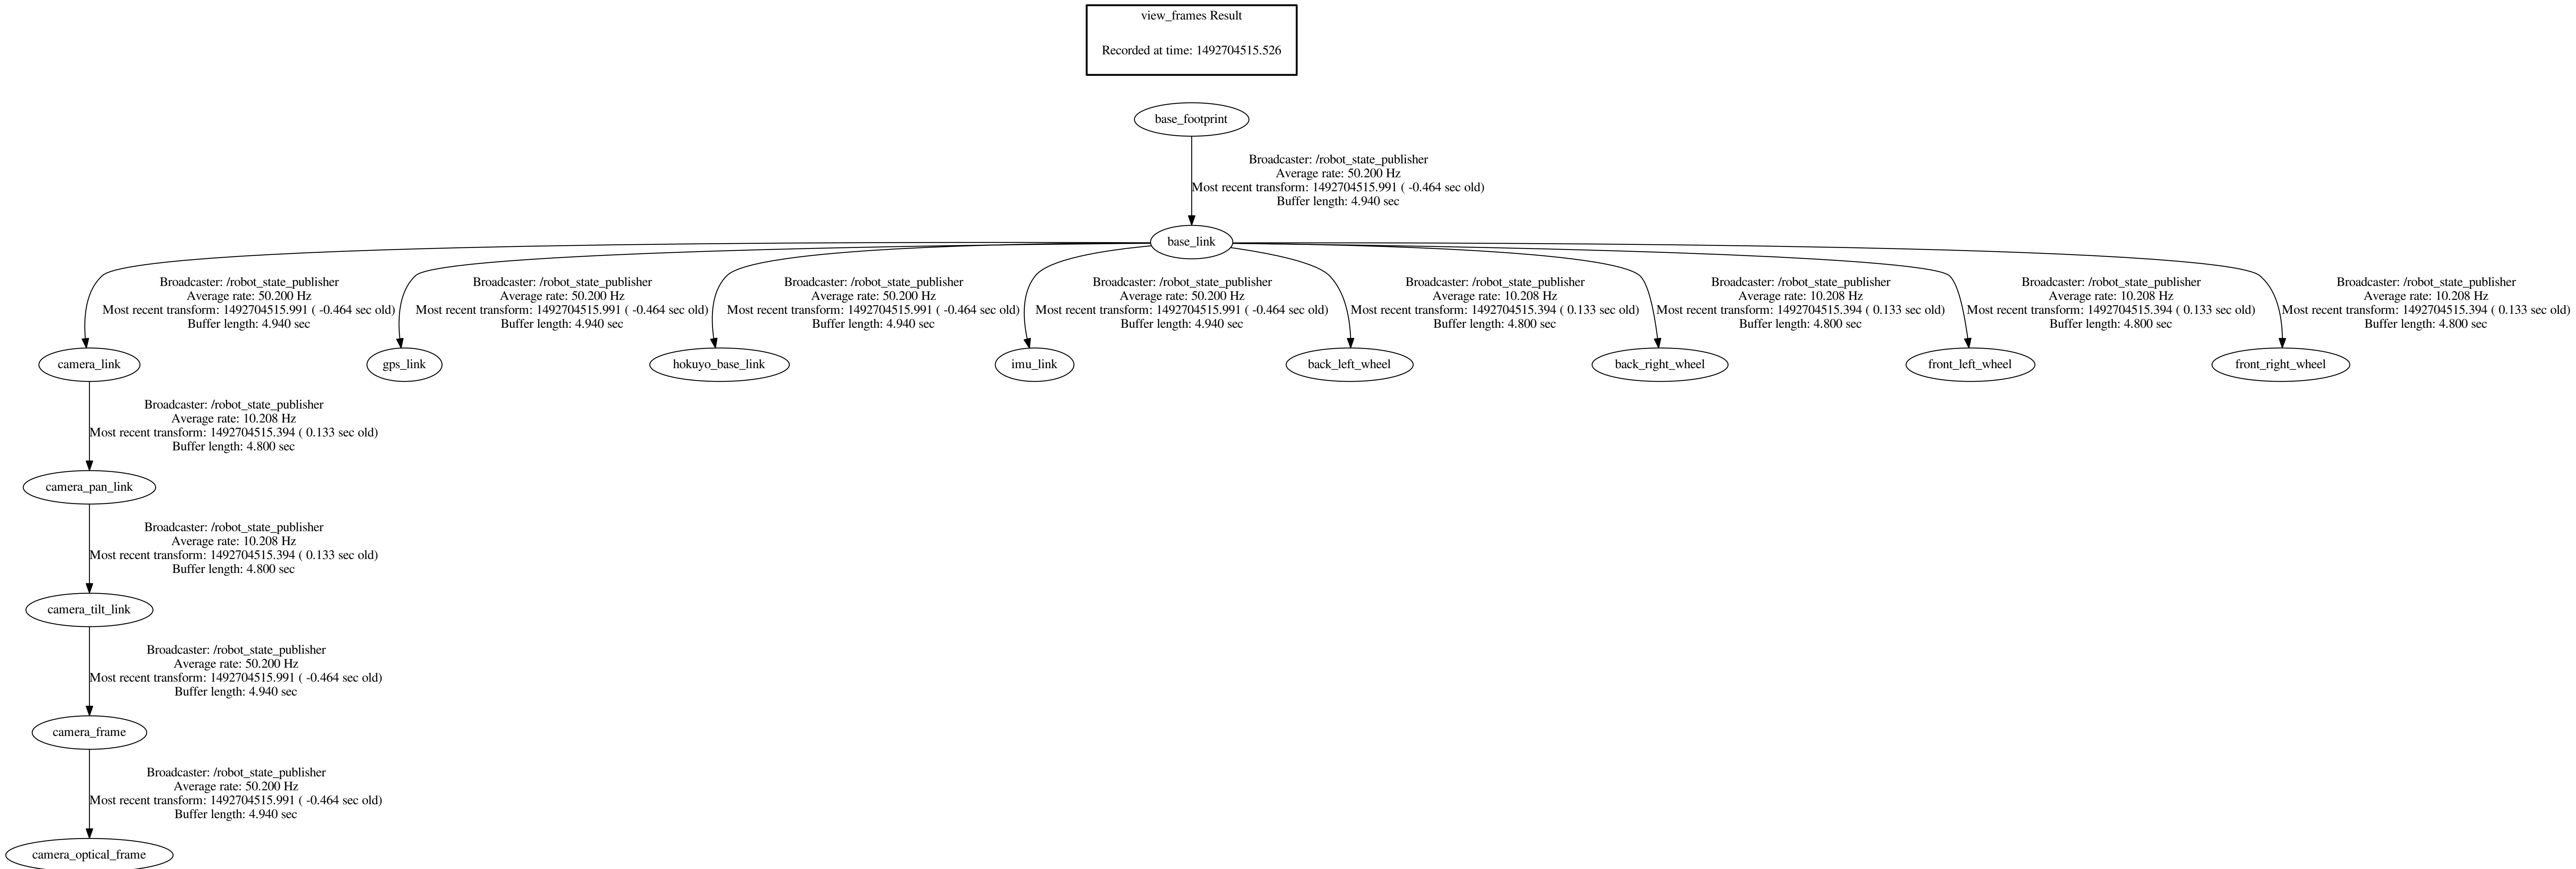 view_frames Result
Recorded at time: 1492704515.526
base_footprint
Broadcaster: /robot_state_publisher
Average rate: 50.200 Hz
Most recent transform: 1492704515.991 ( -0.464 sec old)
Buffer length: 4.940 sec
base_link
Broadcaster: /robot_state_publisher
Average rate: 50.200 Hz
Most recent transform: 1492704515.991 ( -0.464 sec old)
Buffer length: 4.940 sec
Broadcaster: /robot_state_publisher
Average rate: 50.200 Hz
Most recent transform: 1492704515.991 ( -0.464 sec old)
Buffer length: 4.940 sec
Broadcaster: /robot_state_publisher
Average rate: 50.200 Hz
Most recent transform: 1492704515.991 ( -0.464 sec old)
Buffer length: 4.940 sec
Broadcaster: /robot_state_publisher
Average rate: 50.200 Hz
Most recent transform: 1492704515.991 ( -0.464 sec old)
Buffer length: 4.940 sec
Broadcaster: /robot_state_publisher
Average rate: 10.208 Hz
Most recent transform: 1492704515.394 ( 0.133 sec old)
Buffer length: 4.800 sec
Broadcaster: /robot_state_publisher
Average rate: 10.208 Hz
Most recent transform: 1492704515.394 ( 0.133 sec old)
Buffer length: 4.800 sec
Broadcaster: /robot_state_publisher
Average rate: 10.208 Hz
Most recent transform: 1492704515.394 ( 0.133 sec old)
Buffer length: 4.800 sec
Broadcaster: /robot_state_publisher
Average rate: 10.208 Hz
Most recent transform: 1492704515.394 ( 0.133 sec old)
Buffer length: 4.800 sec
camera_link
gps_link
hokuyo_base_link
imu_link
back_left_wheel
back_right_wheel
front_left_wheel
front_right_wheel
Broadcaster: /robot_state_publisher
Average rate: 10.208 Hz
Most recent transform: 1492704515.394 ( 0.133 sec old)
Buffer length: 4.800 sec
camera_pan_link
Broadcaster: /robot_state_publisher
Average rate: 10.208 Hz
Most recent transform: 1492704515.394 ( 0.133 sec old)
Buffer length: 4.800 sec
camera_tilt_link
Broadcaster: /robot_state_publisher
Average rate: 50.200 Hz
Most recent transform: 1492704515.991 ( -0.464 sec old)
Buffer length: 4.940 sec
camera_frame
Broadcaster: /robot_state_publisher
Average rate: 50.200 Hz
Most recent transform: 1492704515.991 ( -0.464 sec old)
Buffer length: 4.940 sec
camera_optical_frame